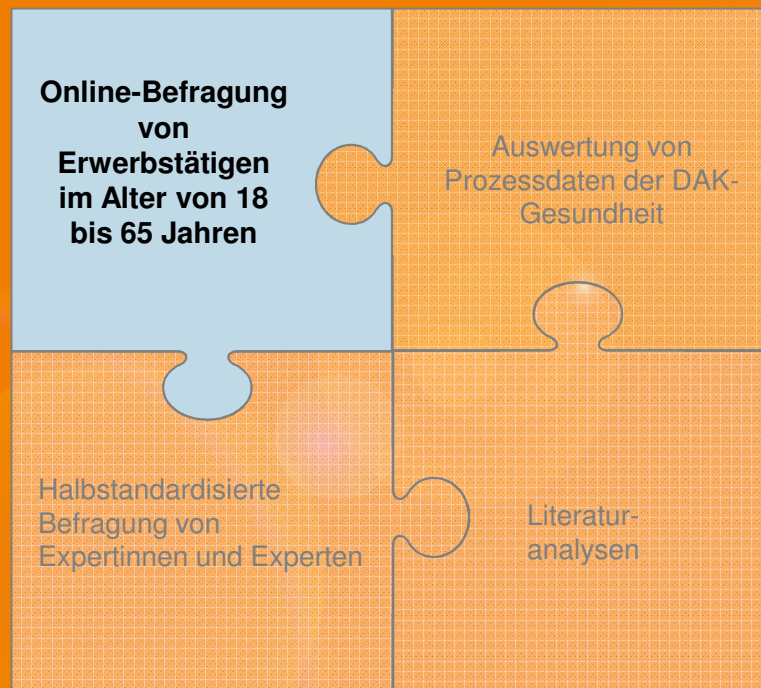 Online-Befragung
von
Erwerbstätigen
im Alter von 18
bis 65 Jahren
Auswertung von
Prozessdaten der DAK-
Gesundheit
Halbstandardisierte
Befragung von
Expertinnen und Experten
Literatur-
analysen